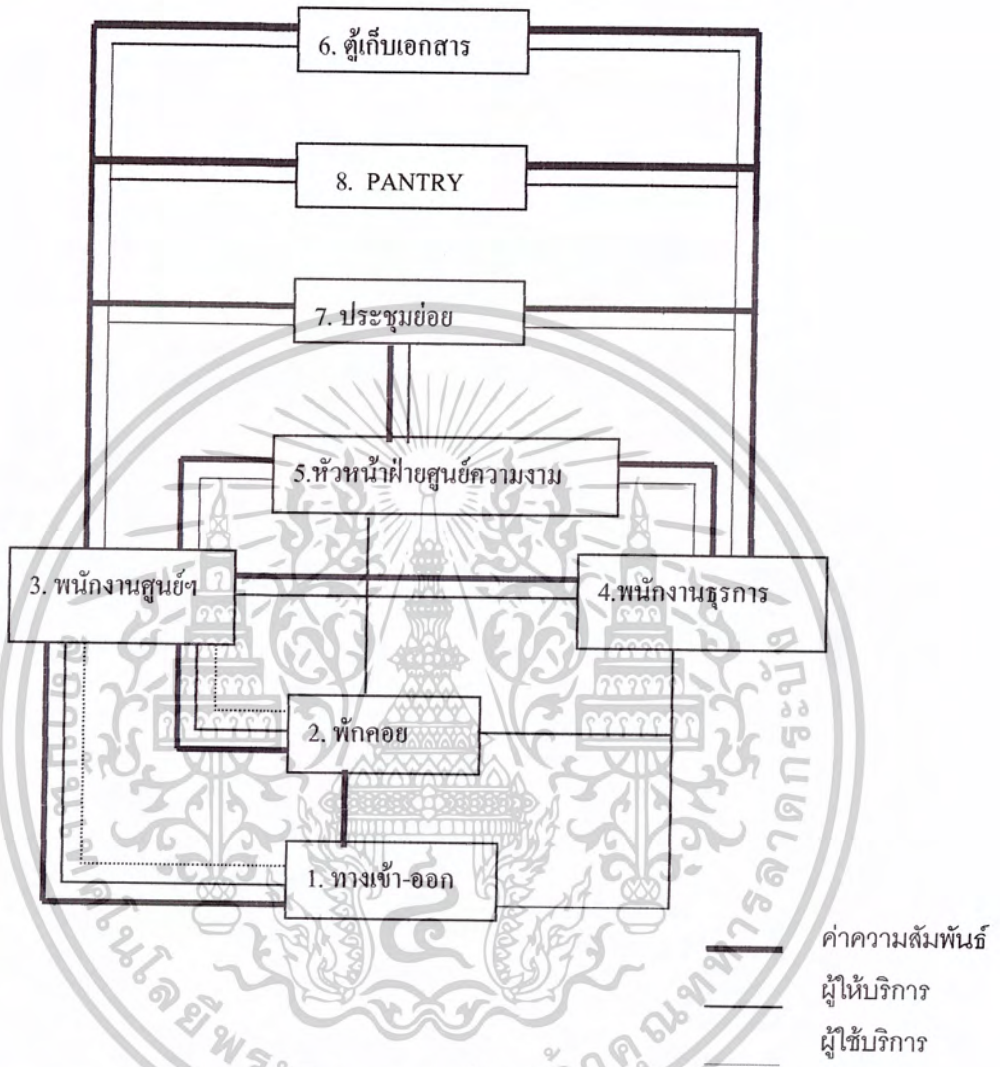 6. ตู้เก็บเอกสาร
8. PANTRY
7. ประชุมย่อย
5.หัวหน้าฝ่ายศูนย์ความงาม
3. พนักงานศูนย์ฯ
4.พนักงานธุรการ
2. พักคอย
1. ทางเข้า-ออก
ค่าความสัมพันธ์
ผู้ให้บริการ
ผู้ใช้บริการ